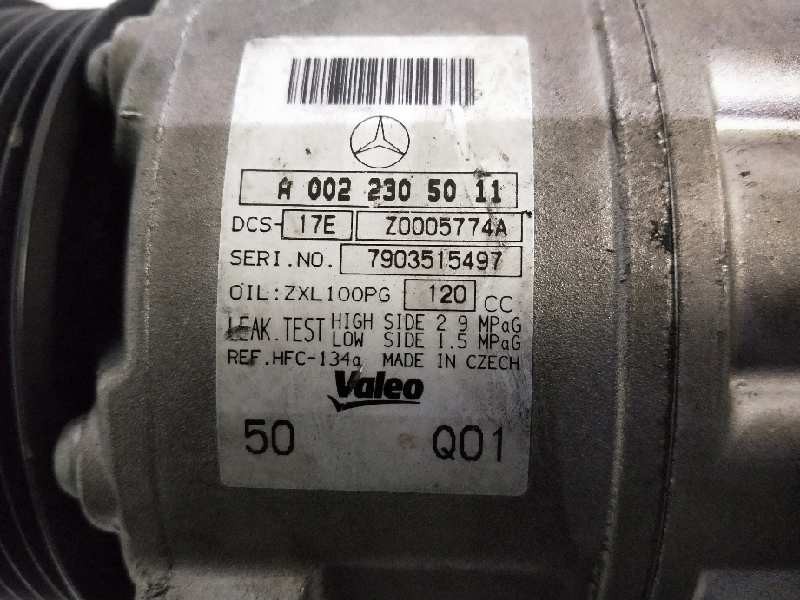 A 002 230 50 11
DCS- 17E Z0005774A
SERI.NO. 7903515497
OIL:ZXL100PG 120 CC
LEAK.TEST HIGH SIDE 2.9 MPaG
LOW SIDE 1.5 MPaG
REF.HFC-134a MADE IN CZECH
Valeo
50 Q01